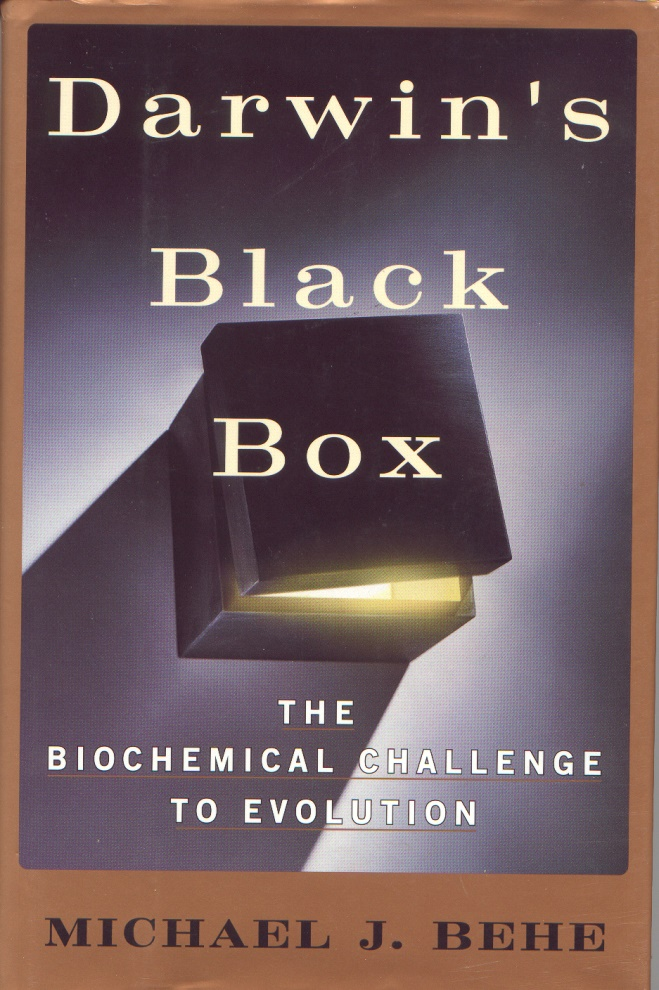 Darwin's
Black
Box
THE
BIOCHEMICAL CHALLENGE
TO EVOLUTION
MICHAEL J. BEHE